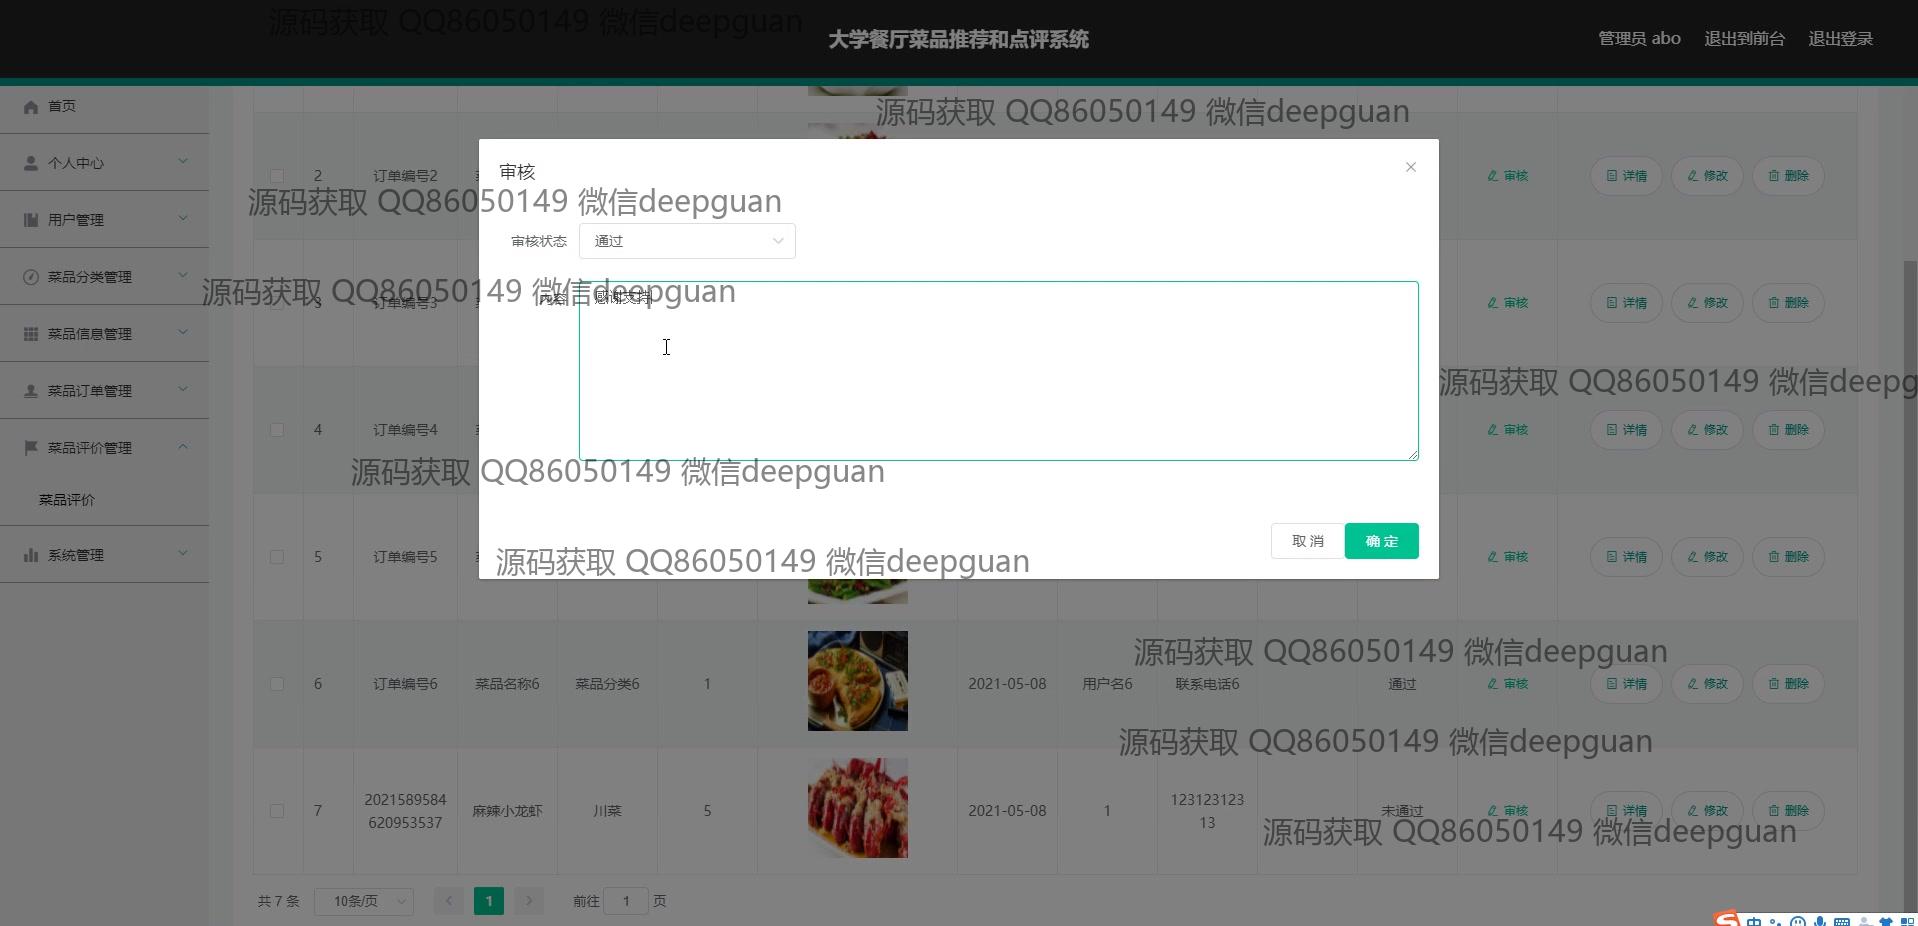 源码获取 QQ86050149 微信deepguan
大学餐厅菜品推荐和点评系统
管理员 abo 退出到前台 退出登录
首页
源码获取 QQ86050149 微信deepguan
个人中心
2 订单编号2 审核 详情 修改 删除
审核
源码获取 QQ86050149 微信deepguan
用户管理
审核状态 通过
菜品分类管理
源码获取 QQ86050149 微信deepguan
内容 感谢支持
3 订单编号3 审核 详情 修改 删除
菜品信息管理
源码获取 QQ86050149 微信deepg
菜品订单管理
4 订单编号4 审核 详情 修改 删除
菜品评价管理
源码获取 QQ86050149 微信deepguan
菜品评价
取消 确定
系统管理
5 订单编号5 审核 详情 修改 删除
源码获取 QQ86050149 微信deepguan
源码获取 QQ86050149 微信deepguan
6 订单编号6 菜品名称6 菜品分类6 1 2021-05-08 用户名6 联系电话6 通过 审核 详情 修改 删除
源码获取 QQ86050149 微信deepguan
7 2021589584620953537 麻辣小龙虾 川菜 5 2021-05-08 1 12312312313 未通过 审核 详情 修改 删除
源码获取 QQ86050149 微信deepguan
共 7 条 10条/页 1 前往 1 页
中